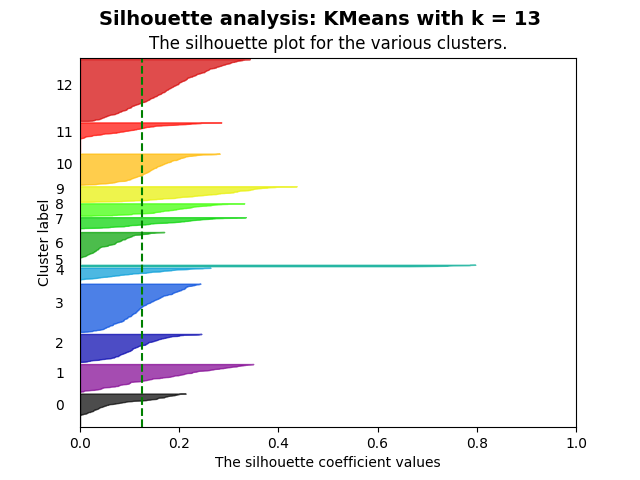 Silhouette analysis: KMeans with k = 13
The silhouette plot for the various clusters.
12
11
10
9
8
7
6
5
4
3
2
1
0
Cluster label
0.0 0.2 0.4 0.6 0.8 1.0
The silhouette coefficient values